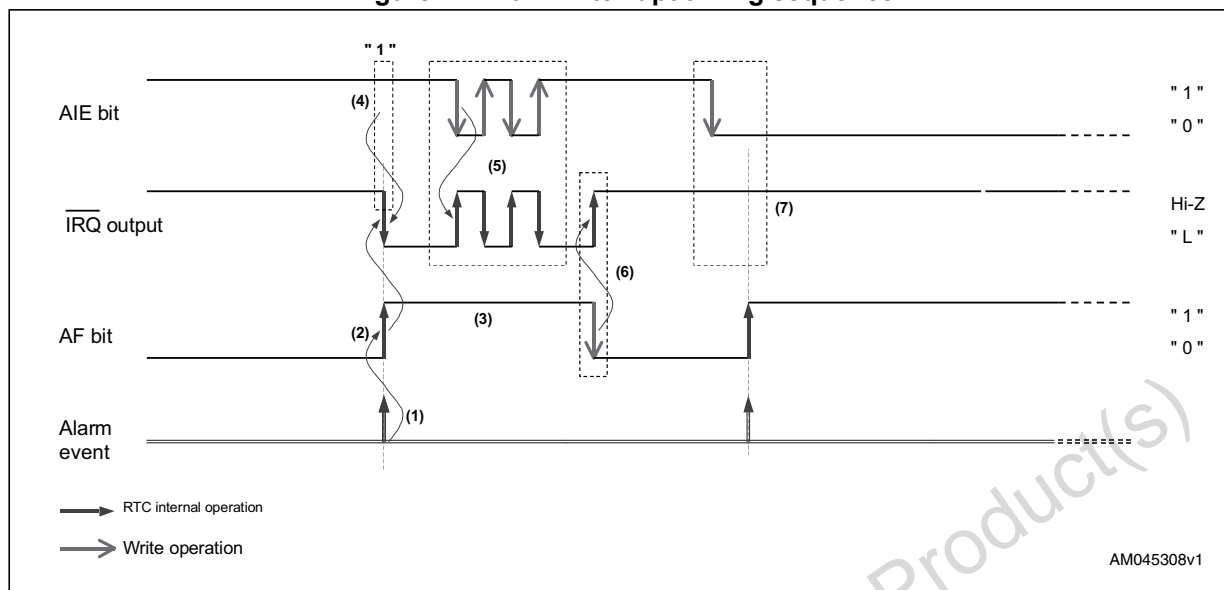 " 1 "
(4)
AIE bit
" 1 "
" 0 "
(5)
IRQ output
Hi-Z
" L "
(7)
(6)
(2)
(3)
AF bit
" 1 "
" 0 "
(1)
Alarm
event
RTC internal operation
Write operation
Product(s)
AM045308v1